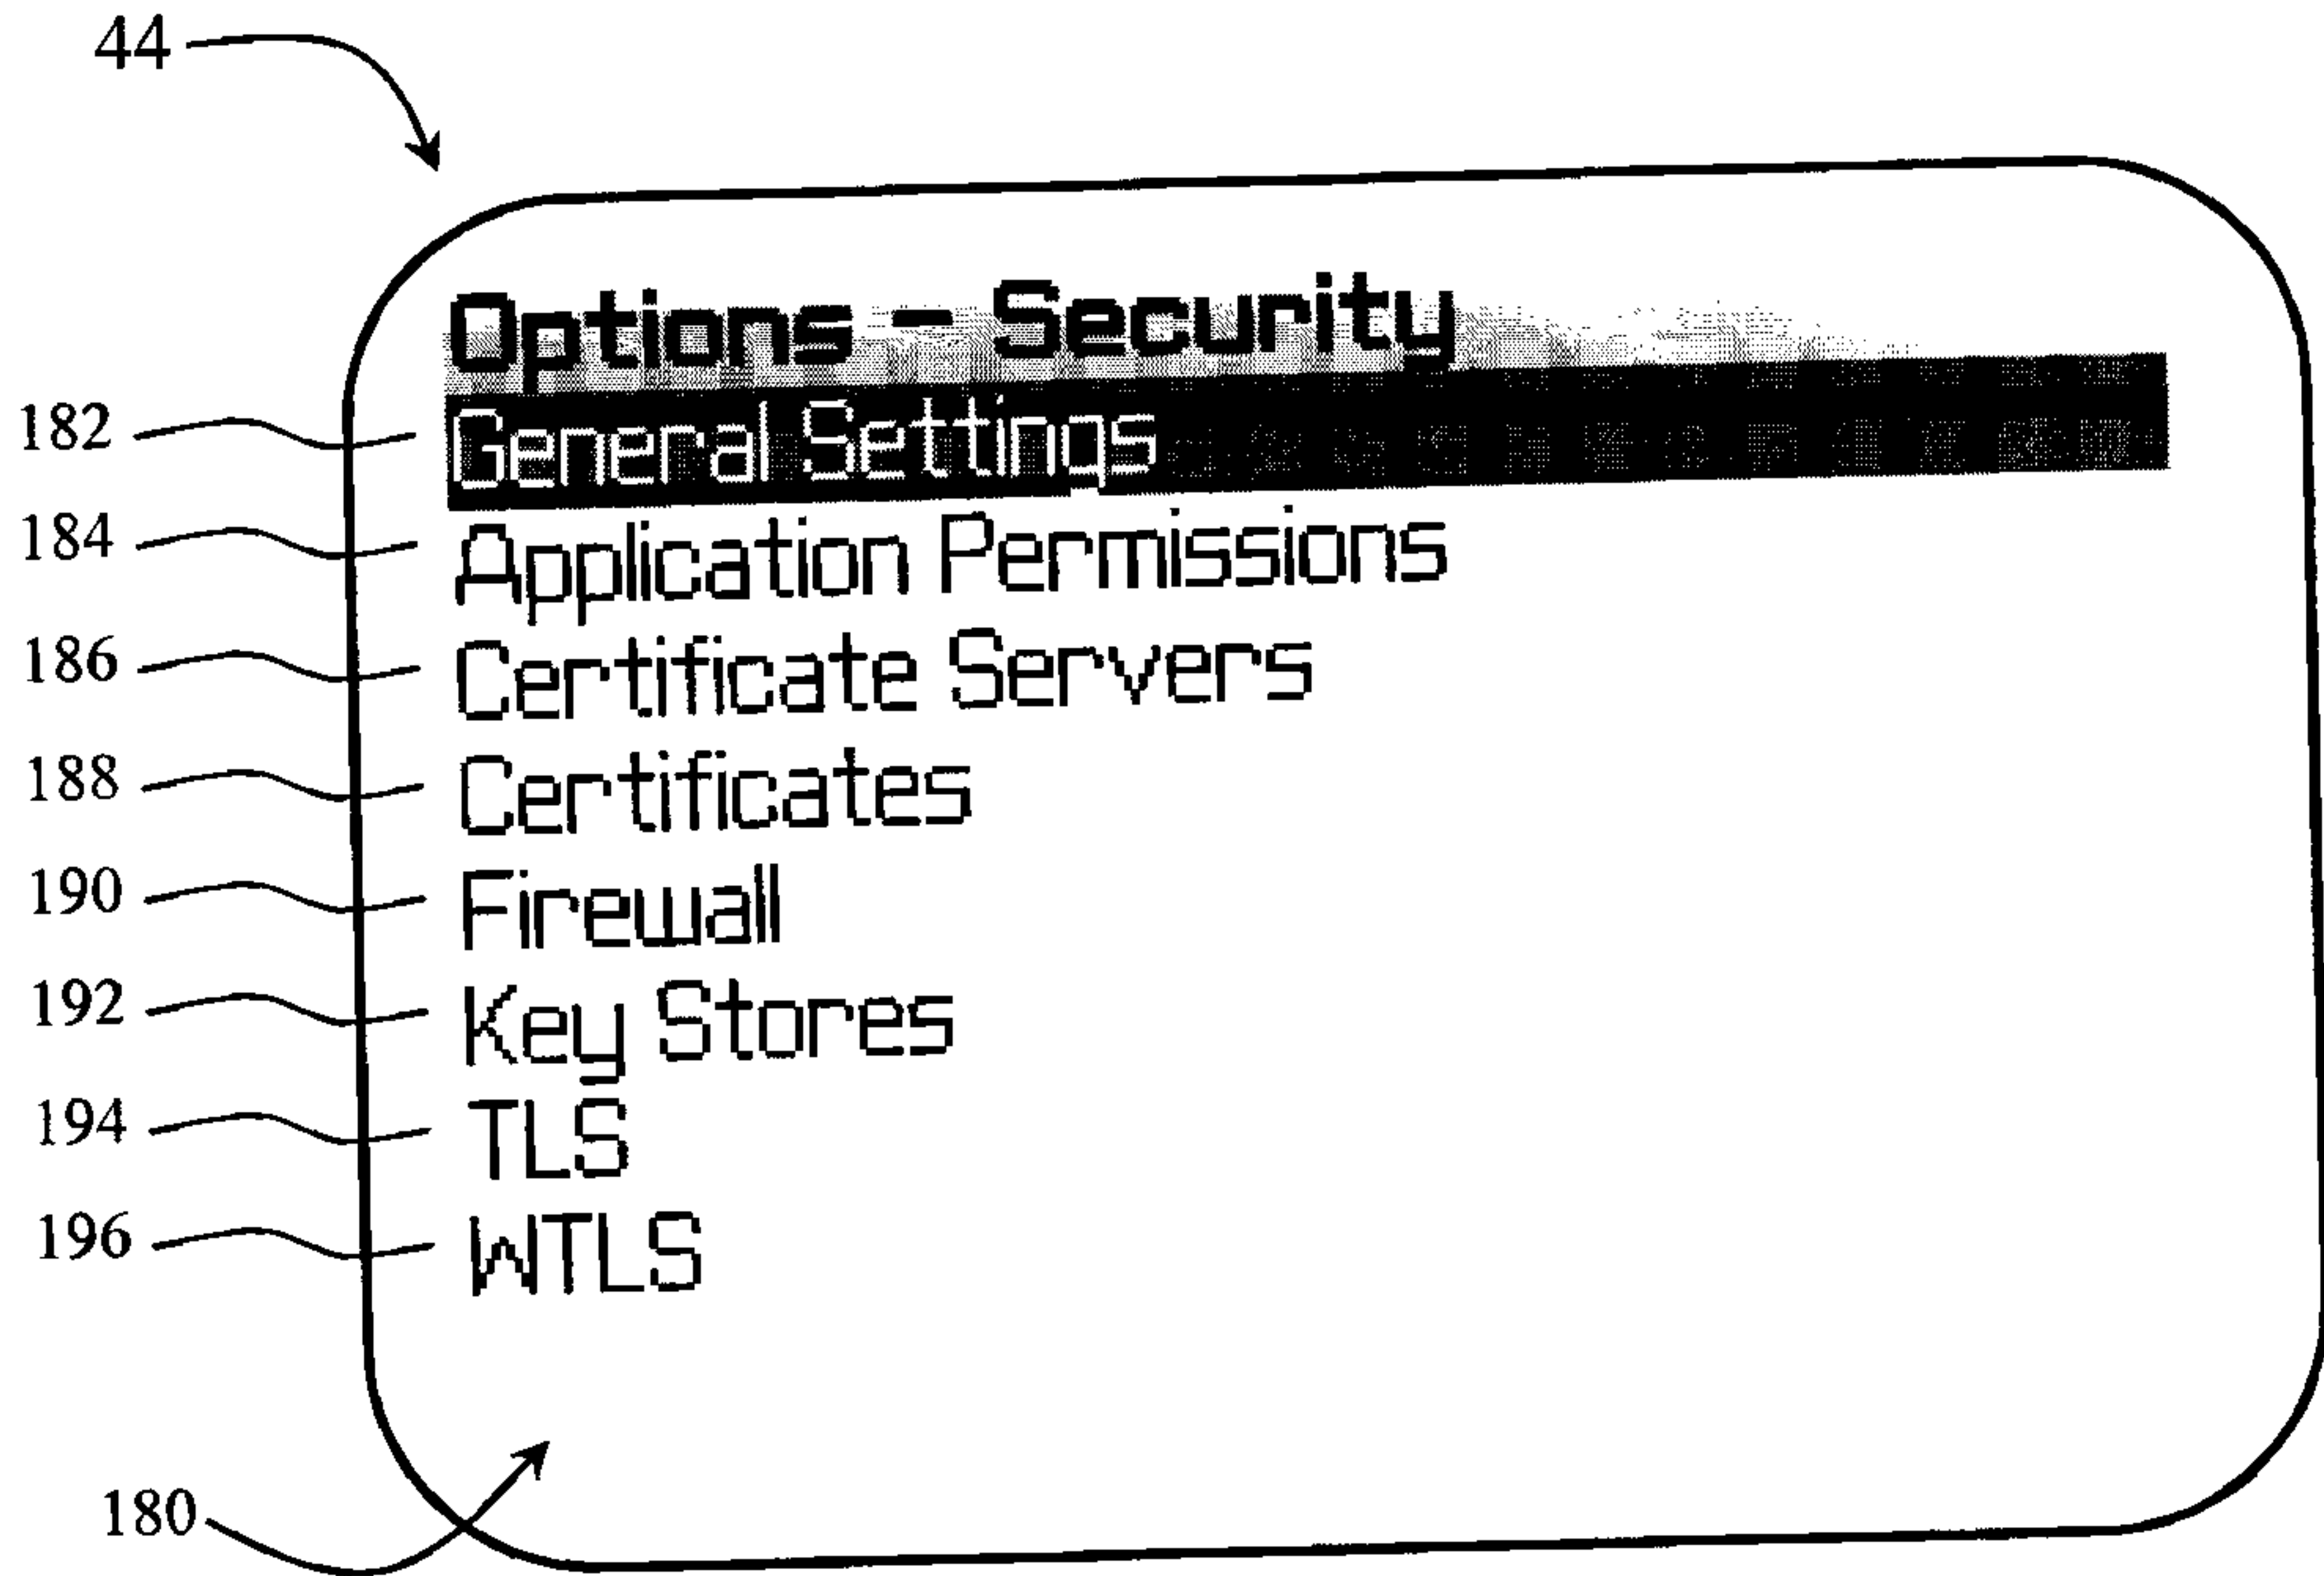 44
Options - Security
182 General Settings
184 Application Permissions
186 Certificate Servers
188 Certificates
190 Firewall
192 Key Stores
194 TLS
196 WTLS
180